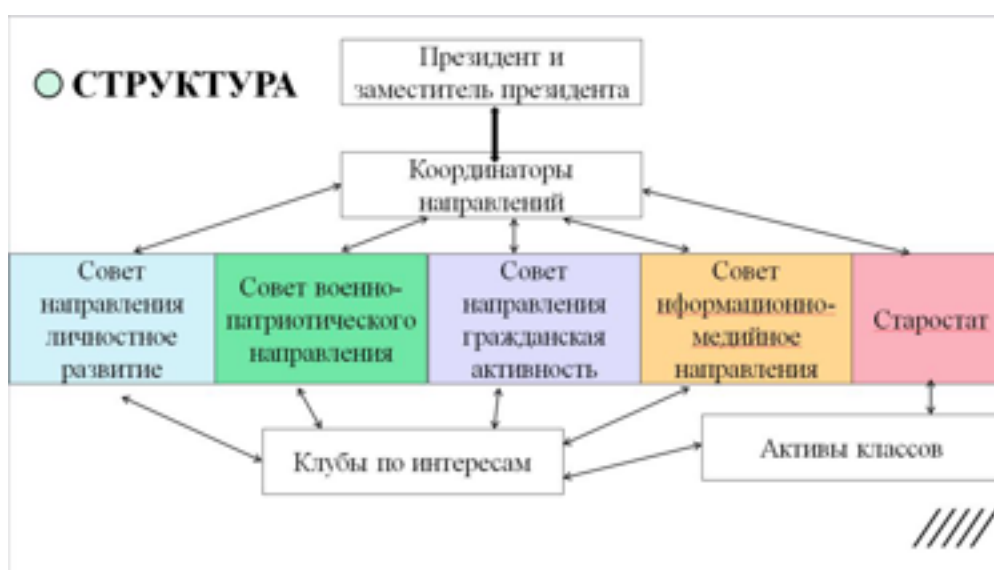 СТРУКТУРА
Президент и
заместитель президента
Координаторы
направлений
Совет
направления
личностное
развитие
Совет военно-
патриотического
направления
Совет
направления
гражданская
активность
Совет
нформационно-
медийное
направления
Старостат
Клубы по интересам
Активы классов